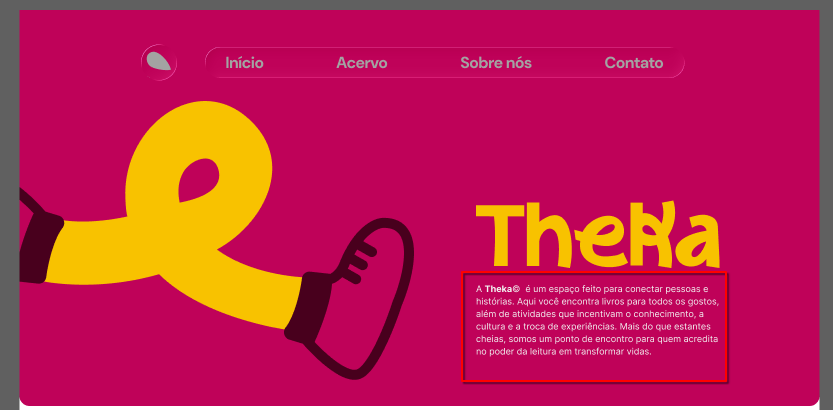 Início
Acervo
Sobre nós
Contato
Theka
A Theka© é um espaço feito para conectar pessoas e
histórias. Aqui você encontra livros para todos os gostos,
além de atividades que incentivam o conhecimento, a
cultura e a troca de experiências. Mais do que estantes
cheias, somos um ponto de encontro para quem acredita
no poder da leitura em transformar vidas.